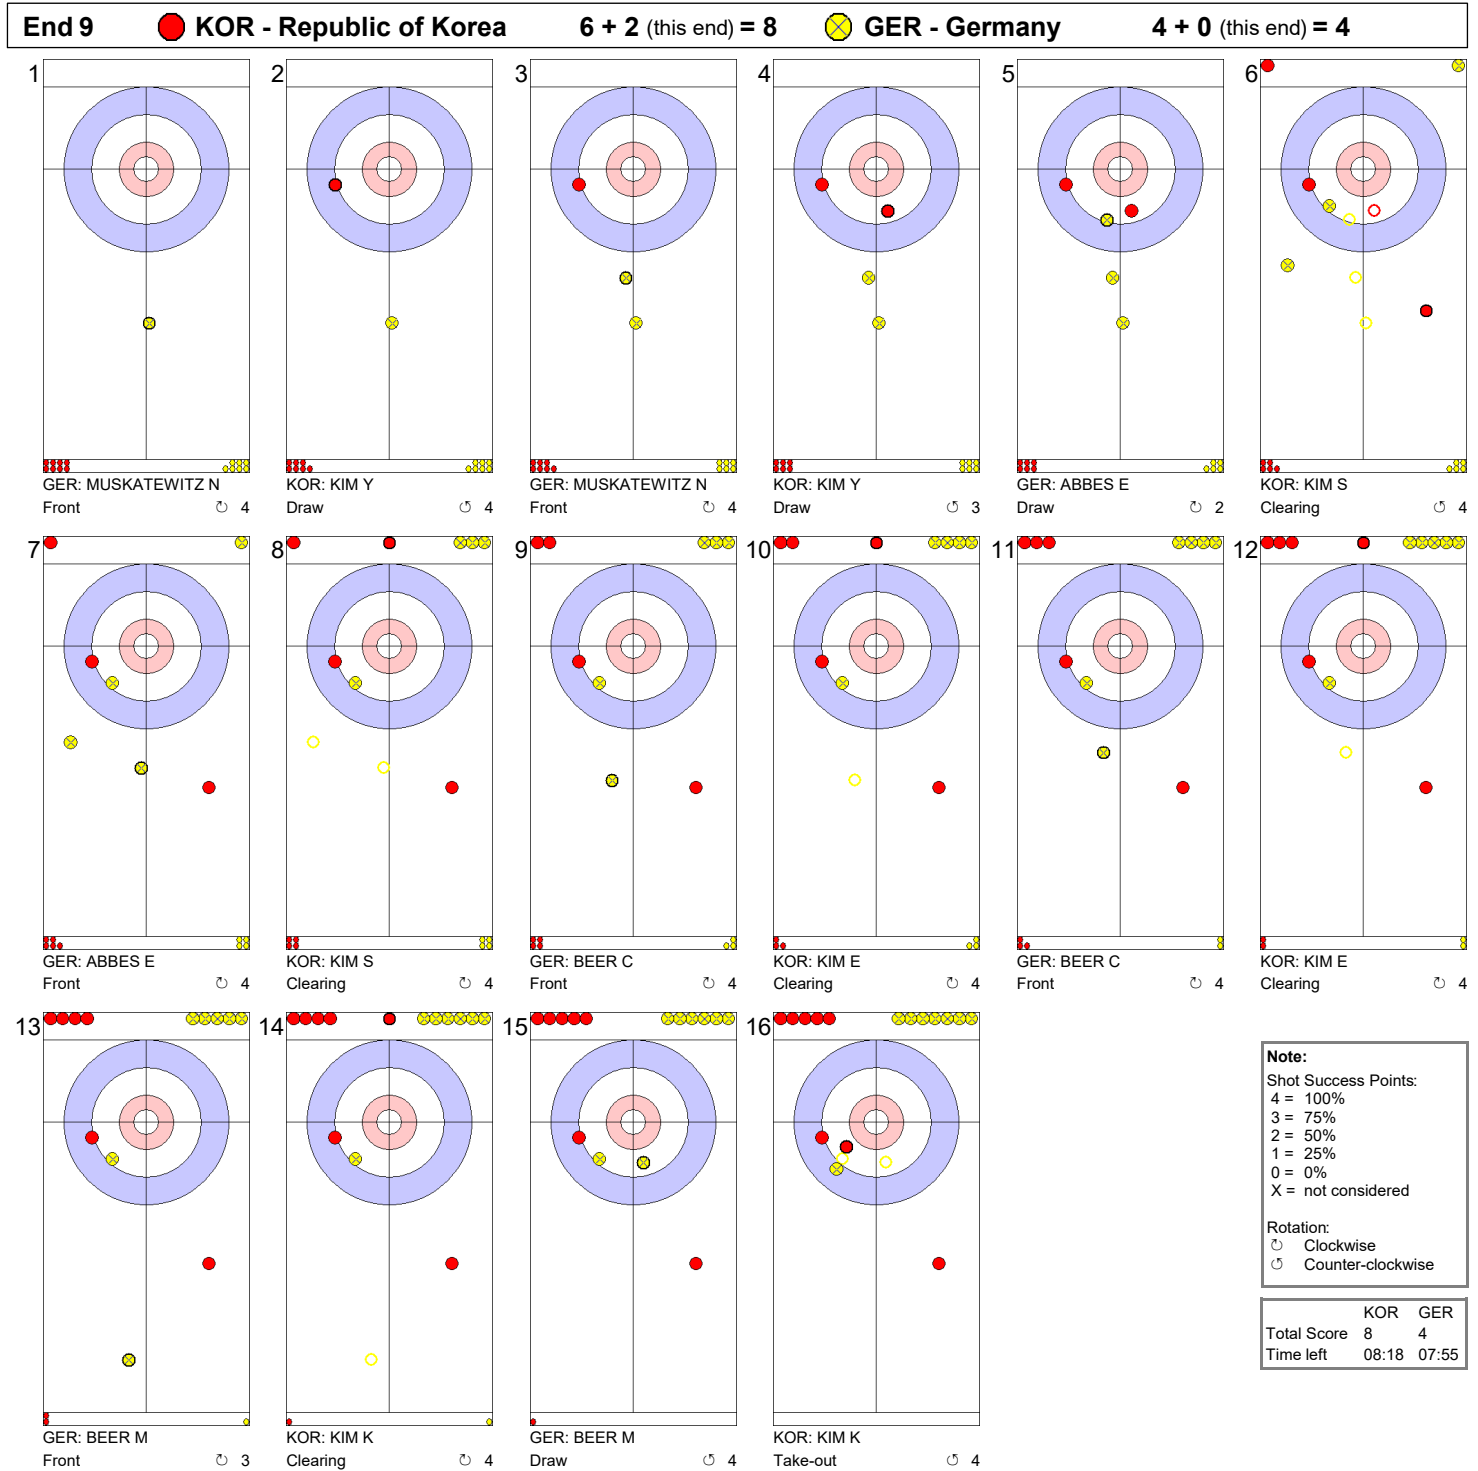 End 9 KOR - Republic of Korea 6 + 2 (this end) = 8 GER - Germany 4 + 0 (this end) = 4
1 2 3 4 5 6
GER: MUSKATEWITZ N KOR: KIM Y GER: MUSKATEWITZ N KOR: KIM Y GER: ABBES E KOR: KIM S
Front ↻ 4 Draw ↺ 4 Front ↺ 4 Draw ↺ 3 Draw ↻ 2 Clearing ↺ 4
7 8 9 10 11 12
GER: ABBES E KOR: KIM S GER: BEER C KOR: KIM E GER: BEER C KOR: KIM E
Front ↻ 4 Clearing ↻ 4 Front ↻ 4 Clearing ↻ 4 Front ↻ 4 Clearing ↻ 4
13 14 15 16
GER: BEER M KOR: KIM K GER: BEER M KOR: KIM K
Front ↻ 3 Clearing ↻ 4 Draw ↻ 4 Take-out ↺ 4
Note:
Shot Success Points:
4 = 100%
3 = 75%
2 = 50%
1 = 25%
0 = 0%
X = not considered
Rotation:
↻ Clockwise
↺ Counter-clockwise
KOR GER
Total Score 8 4
Time left 08:18 07:55